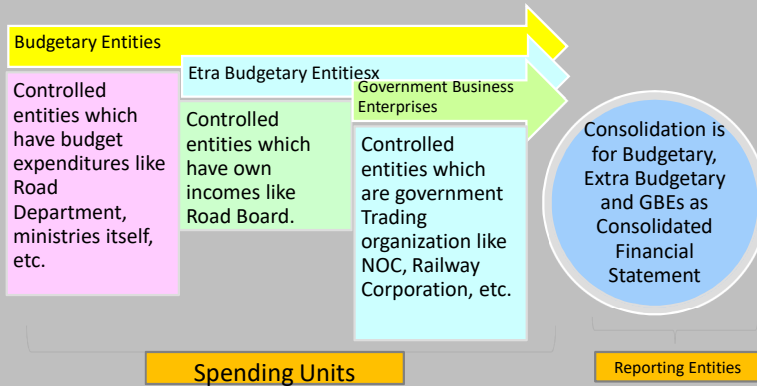 Budgetary Entities
Etra Budgetary Entitiesx
Government Business
Enterprises
Controlled
entities which
have budget
expenditures like
Road
Department,
ministries itself,
etc.
Controlled
entities which
have own
incomes like
Road Board.
Controlled
entities which
are government
Trading
organization like
NOC, Railway
Corporation, etc.
Consolidation is
for Budgetary,
Extra Budgetary
and GBEs as
Consolidated
Financial
Statement
Spending Units
Reporting Entities